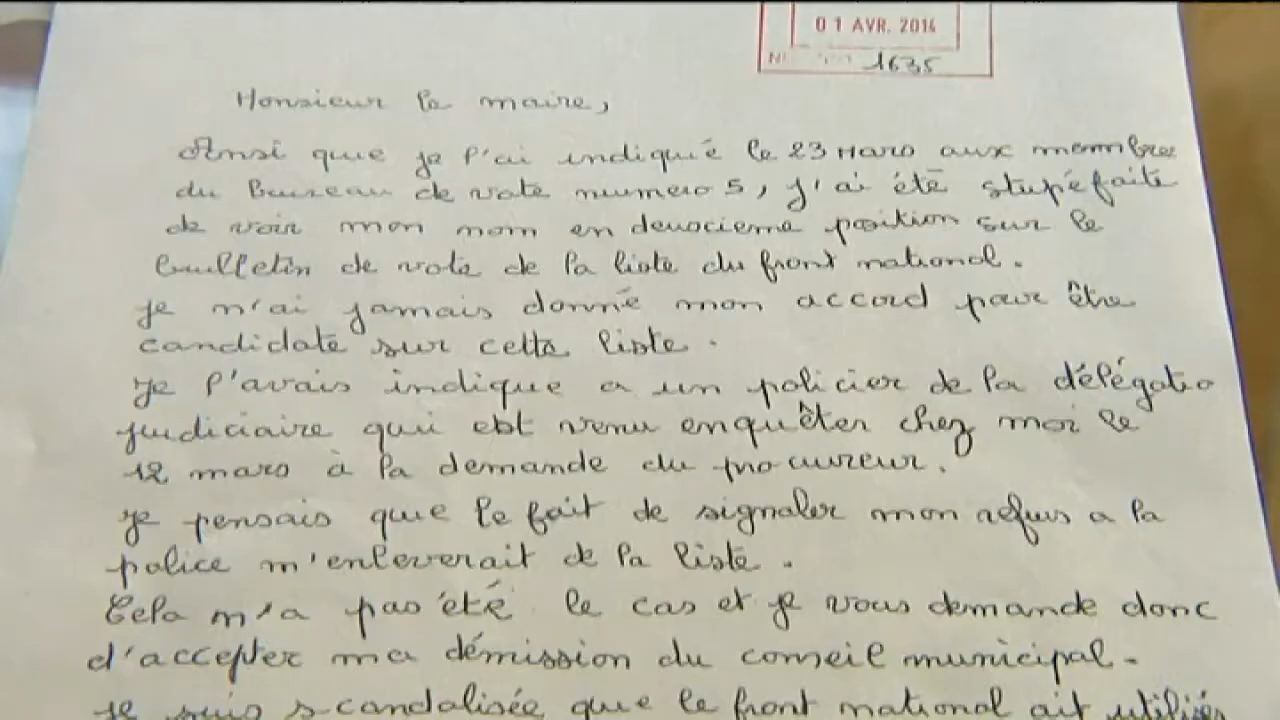 01 AVR. 2014
1635
Monsieur le maire,
Ainsi que je l'ai indiqué le 23 Mars aux membres
du bureau de vote numero 5, j'ai été stupéfaite
de voir mon nom en deuxieme position sur le
bulletin de vote de la liste du front national.
je n'ai jamais donné mon accord pour être
candidate sur cette liste.
je l'avais indique a un policier de la délégatio
judiciaire qui est venu enquêter chez moi le
12 mars à la demande du procureur.
je pensais que le fait de signaler mon refus a la
police m'enleverait de la liste.
Cela n'a pas été le cas et je vous demande donc
d'accepter ma démission du conseil municipal.
je suis scandalisée que le front national ait utilisé